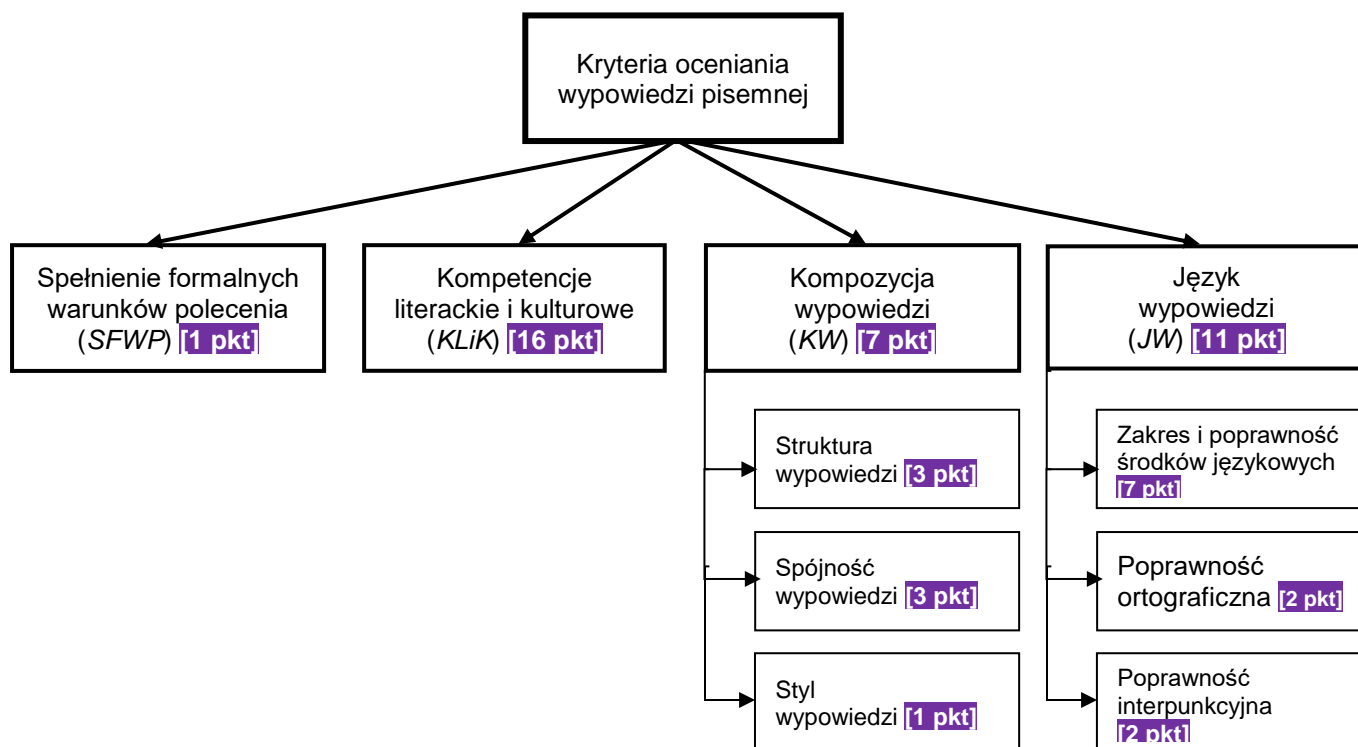 Kryteria oceniania
wypowiedzi pisemnej
Spełnienie formalnych
warunków polecenia
(SFWP) [1 pkt]
Kompetencje
literackie i kulturowe
(KLiK) [16 pkt]
Kompozycja
wypowiedzi
(KW) [7 pkt]
Język
wypowiedzi
(JW) [11 pkt]
Struktura
wypowiedzi [3 pkt]
Spójność
wypowiedzi [3 pkt]
Styl
wypowiedzi [1 pkt]
Zakres i poprawność
środków językowych
[7 pkt]
Poprawność
ortograficzna [2 pkt]
Poprawność
interpunkcyjna
[2 pkt]